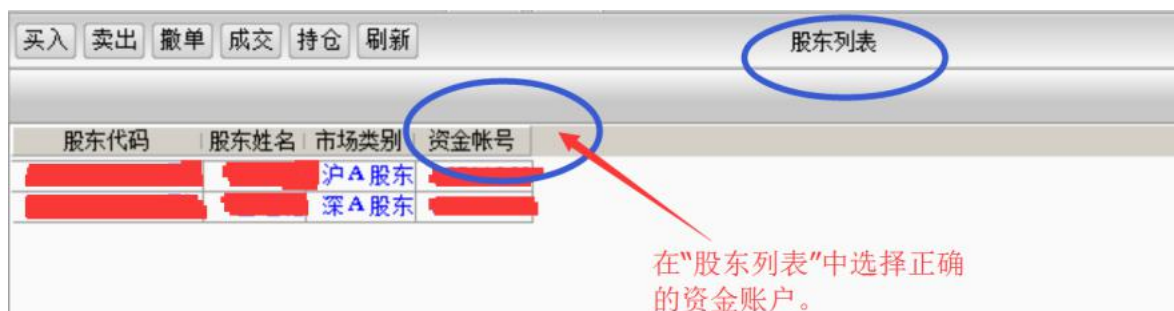 买入 卖出 撤单 成交 持仓 刷新 股东列表
股东代码 股东姓名 市场类别 资金帐号
沪A股东
深A股东
在“股东列表”中选择正确
的资金账户。